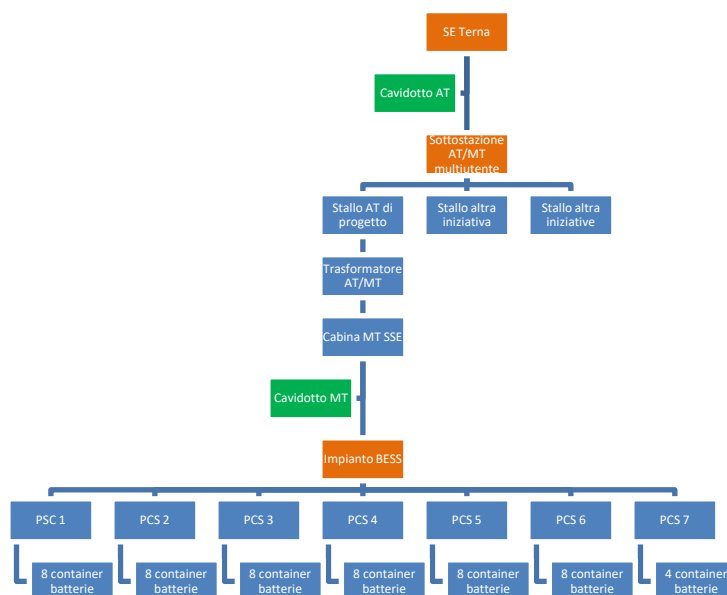 SE Terna
Cavidotto AT
Sottostazione
AT/MT
multiutente
Stallo AT di
progetto
Stallo altra
iniziativa
Stallo altra
iniziative
Trasformatore
AT/MT
Cabina MT SSE
Cavidotto MT
Impianto BESS
PSC 1
PCS 2
PCS 3
PCS 4
PCS 5
PCS 6
PCS 7
8 container
batterie
8 container
batterie
8 container
batterie
8 container
batterie
8 container
batterie
8 container
batterie
4 container
batterie